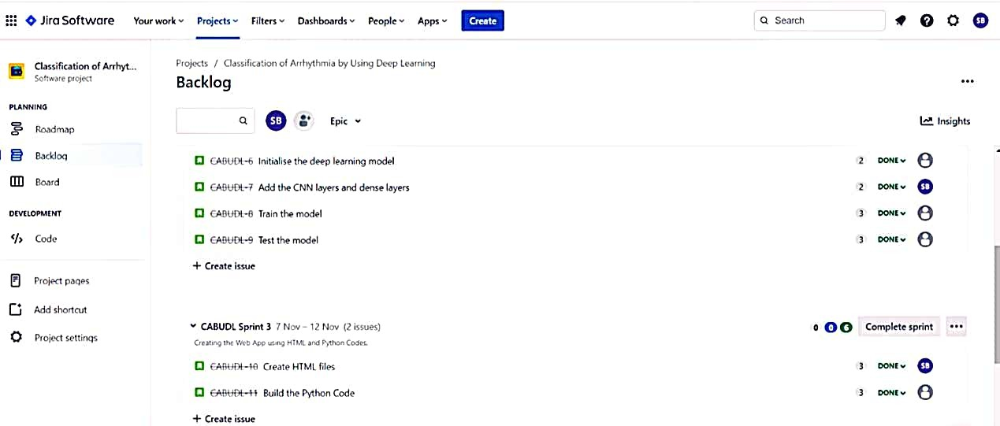 Jira Software Your work Projects Filters Dashboards People Apps Create Search SB
Classification of Arrhyt...
Software project
PLANNING
Roadmap
Backlog
Board
DEVELOPMENT
Code
Project pages
Add shortcut
Project settings
Projects / Classification of Arrhythmia by Using Deep Learning
Backlog
SB Epic Insights
CABUDL-6 Initialise the deep learning model 2 DONE
CABUDL-7 Add the CNN layers and dense layers 2 DONE SB
CABUDL-8 Train the model 3 DONE
CABUDL-9 Test the model 3 DONE
+ Create issue
CABUDL Sprint 3 7 Nov – 12 Nov (2 issues) 0 0 6 Complete sprint
Creating the Web App using HTML and Python Codes.
CABUDL-10 Create HTML files 3 DONE SB
CABUDL-11 Build the Python Code 3 DONE
+ Create issue